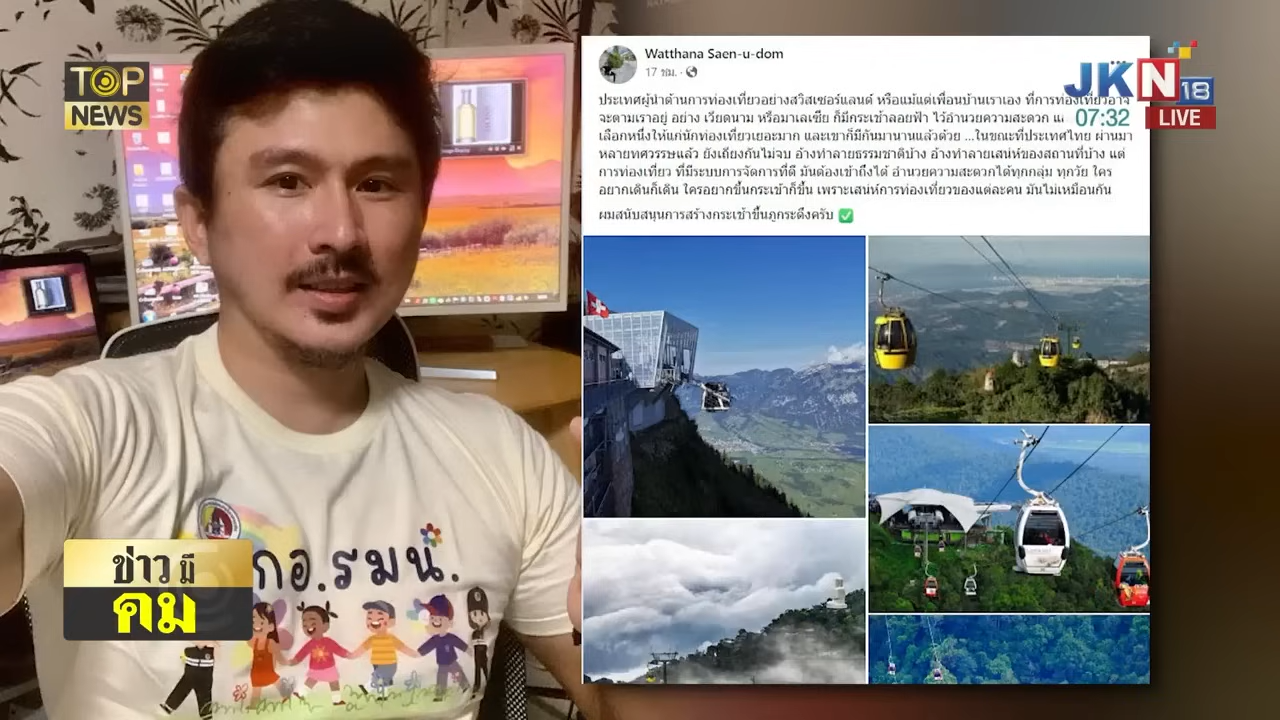 TOP
NEWS
Watthana Saen-u-dom
17 ชม.
ประเทศผู้นำด้านการท่องเที่ยวอย่างสวิสเซอร์แลนด์ หรือแม้แต่เพื่อนบ้านเราเอง ที่การท่องเที่ยวอาจ
จะตามเราอยู่ อย่าง เวียดนาม หรือมาเลเซีย ก็มีกระเช้าลอยฟ้า ไว้อำนวยความสะดวก
เลือกหนึ่งให้แก่นักท่องเที่ยวเยอะมาก และเขาก็มีกันมานานแล้วด้วย ...ในขณะที่ประเทศไทย ผ่านมา
หลายทศวรรษแล้ว ยังเถียงกันไม่จบ อ้างทำลายธรรมชาติบ้าง อ้างทำลายเสน่ห์ของสถานที่บ้าง แต่
การท่องเที่ยว ที่มีระบบการจัดการที่ดี มันต้องเข้าถึงได้ อำนวยความสะดวกได้ทุกกลุ่ม ทุกวัย ใคร
อยากเดินก็เดิน ใครอยากขึ้นกระเช้าก็ขึ้น เพราะเสน่ห์การท่องเที่ยวของแต่ละคน มันไม่เหมือนกัน
ผมสนับสนุนการสร้างกระเช้าขึ้นภูกระดึงครับ ✅
JKN 18
07:32 LIVE
กอ.รมน.
ข่าวมี
คม